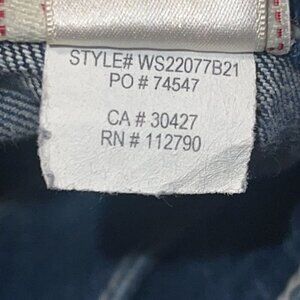 STYLE# WS22077B21
PO # 74547
CA # 30427
RN # 112790